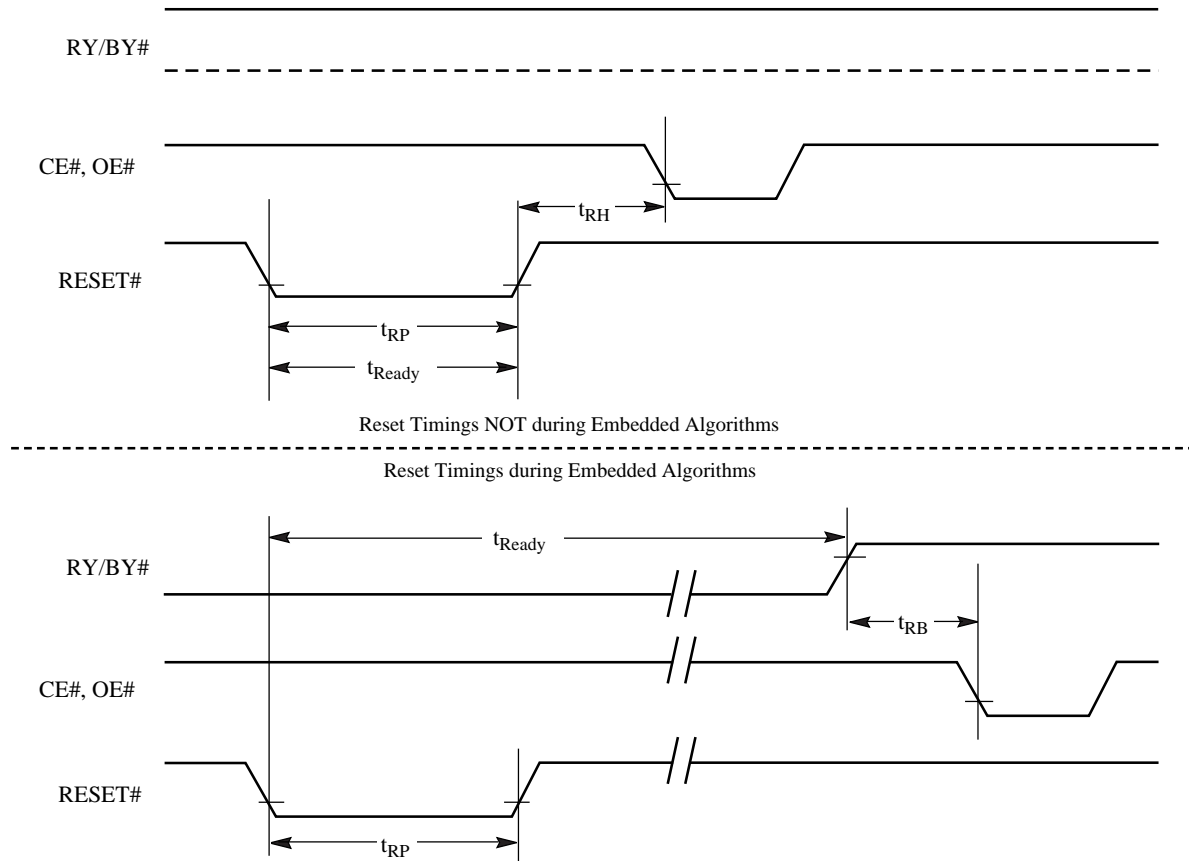 RY/BY#
CE#, OE#
tRH
RESET#
tRP
tReady
Reset Timings NOT during Embedded Algorithms
Reset Timings during Embedded Algorithms
tReady
RY/BY#
tRB
CE#, OE#
RESET#
tRP